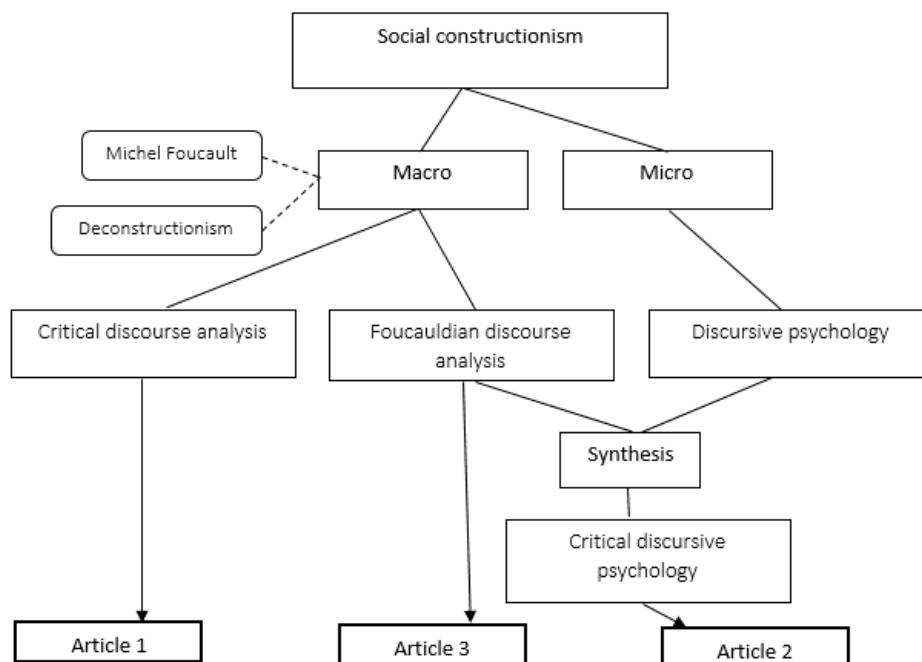 Social constructionism
Michel Foucault
Macro
Micro
Deconstructionism
Critical discourse analysis
Foucauldian discourse
analysis
Discursive psychology
Synthesis
Critical discursive
psychology
Article 1
Article 3
Article 2